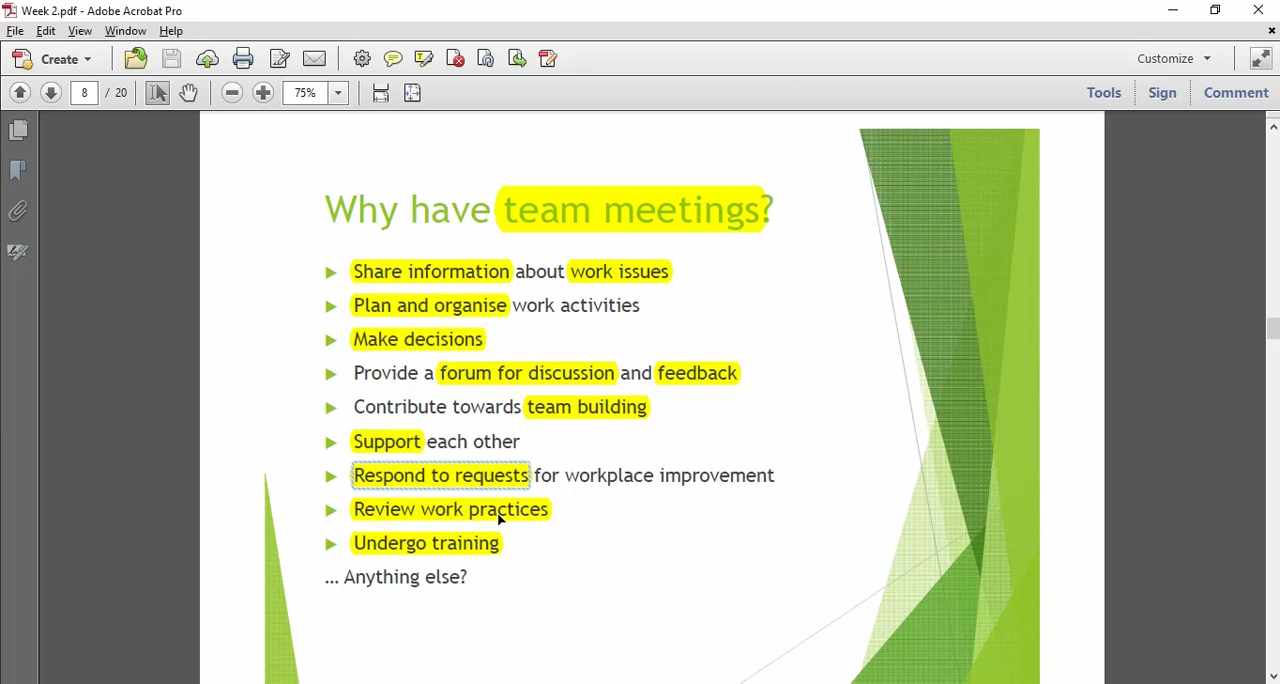 Week 2.pdf - Adobe Acrobat Pro
File Edit View Window Help
Create Customize
8 / 20 75% Tools Sign Comment
Why have team meetings?
Share information about work issues
Plan and organise work activities
Make decisions
Provide a forum for discussion and feedback
Contribute towards team building
Support each other
Respond to requests for workplace improvement
Review work practices
Undergo training
... Anything else?